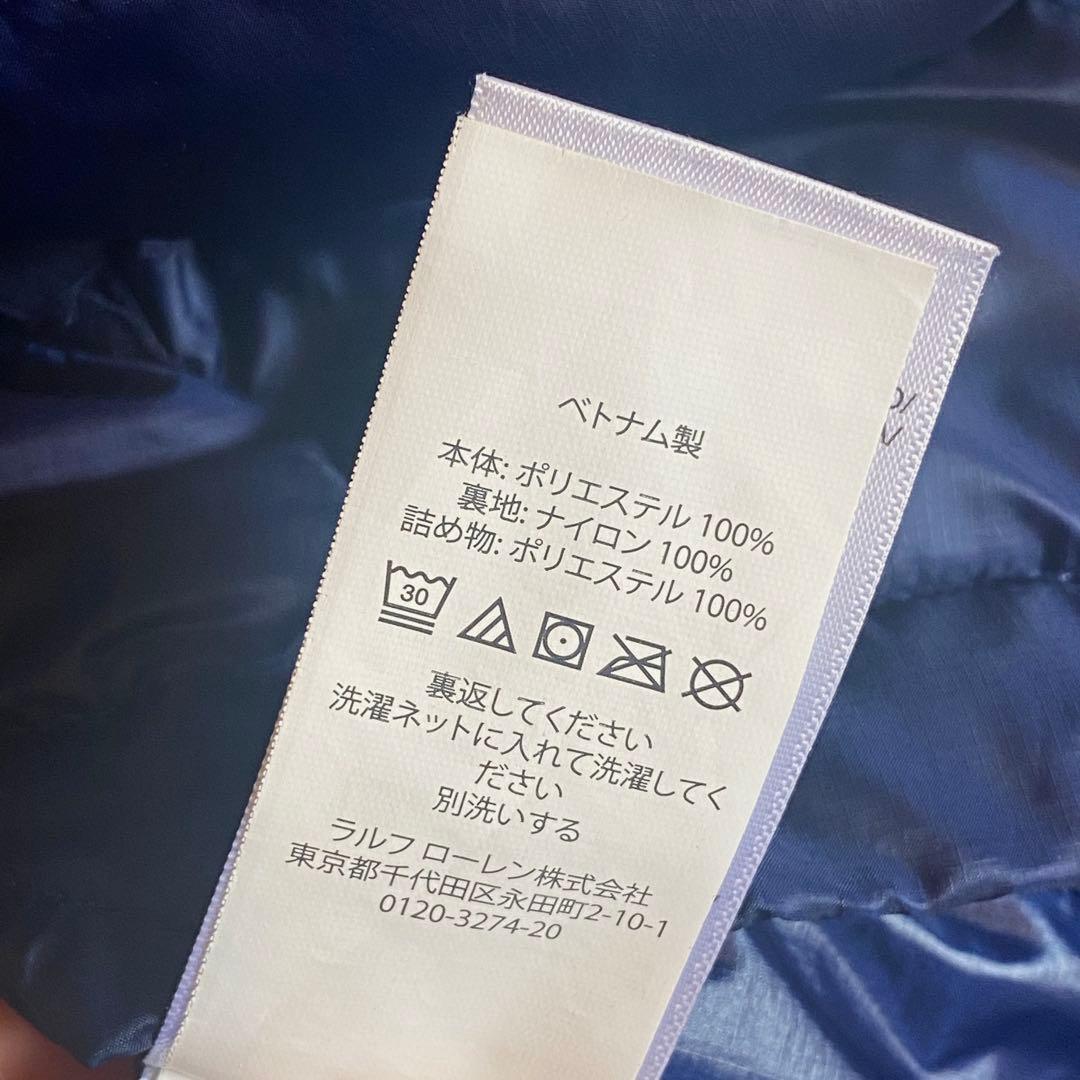 ベトナム製
本体: ポリエステル 100%
裏地: ナイロン 100%
詰め物: ポリエステル 100%
30
裏返してください
洗濯ネットに入れて洗濯してく
ださい
別洗いする
ラルフ ローレン株式会社
東京都千代田区永田町2-10-1
0120-3274-20